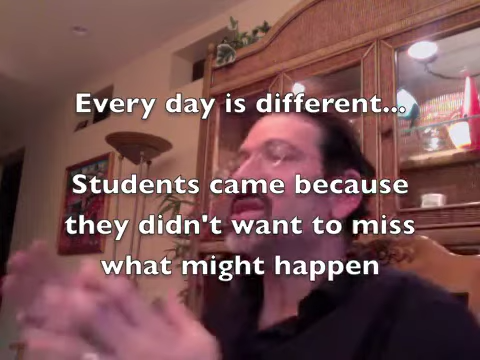 Every day is different...
Students came because
they didn't want to miss
what might happen